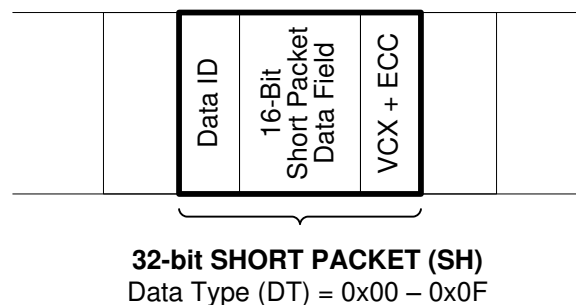 Data ID
16-Bit
Short Packet
Data Field
VCX + ECC
32-bit SHORT PACKET (SH)
Data Type (DT) = 0x00 – 0x0F